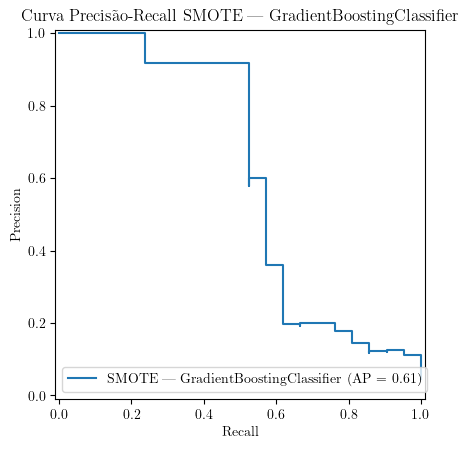 Curva Precisão-Recall SMOTE — GradientBoostingClassifier
1.0
0.8
0.6
0.4
0.2
0.0
Precision
SMOTE — GradientBoostingClassifier (AP = 0.61)
0.0 0.2 0.4 0.6 0.8 1.0
Recall